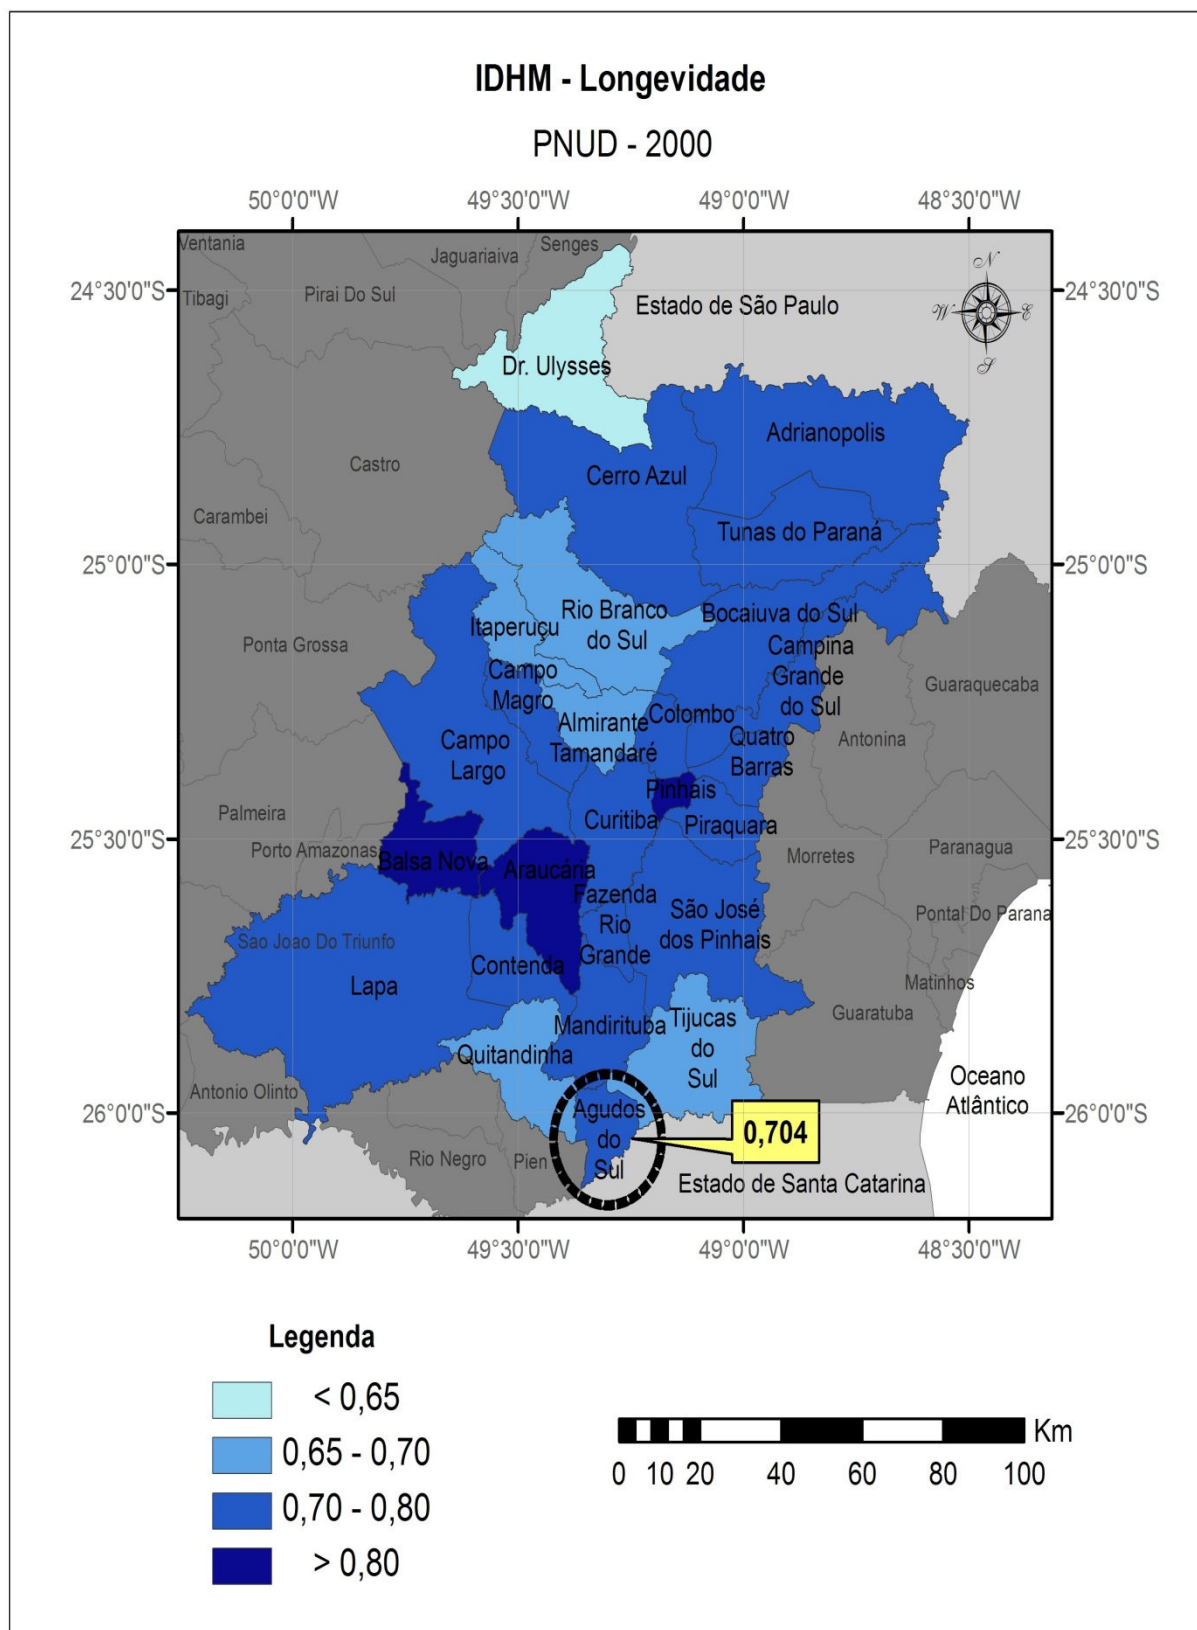 IDHM - Longevidade
PNUD - 2000
50°0'0"W
49°30'0"W
49°0'0"W
48°30'0"W
24°30'0"S
24°30'0"S
25°0'0"S
25°0'0"S
25°30'0"S
25°30'0"S
26°0'0"S
26°0'0"S
Ventania
Jaguariaiva
Senges
Tibagi
Pirai Do Sul
Estado de São Paulo
N
W
E
S
Dr. Ulysses
Castro
Adrianopolis
Cerro Azul
Carambei
Tunas do Paraná
Rio Branco
do Sul
Bocaiuva do Sul
Itaperuçu
Campina
Grande
do Sul
Ponta Grossa
Campo
Magro
Guaraquecaba
Almirante
Tamandaré
Colombo
Quatro
Barras
Antonina
Campo
Largo
Pinhais
Palmeira
Curitiba
Piraquara
Porto Amazonas
Balsa Nova
Araucária
Morretes
Paranagua
Fazenda
Rio
Grande
São José
dos Pinhais
Pontal Do Parana
Sao Joao Do Triunfo
Contenda
Lapa
Matinhos
Guaratuba
Mandirituba
Tijucas
do
Sul
Quitandinha
Antonio Olinto
Oceano
Atlântico
Agudos
do
Sul
0,704
Rio Negro
Pien
Estado de Santa Catarina
50°0'0"W
49°30'0"W
49°0'0"W
48°30'0"W
Legenda
< 0,65
0,65 - 0,70
0,70 - 0,80
> 0,80
Km
0 10 20 40 60 80 100